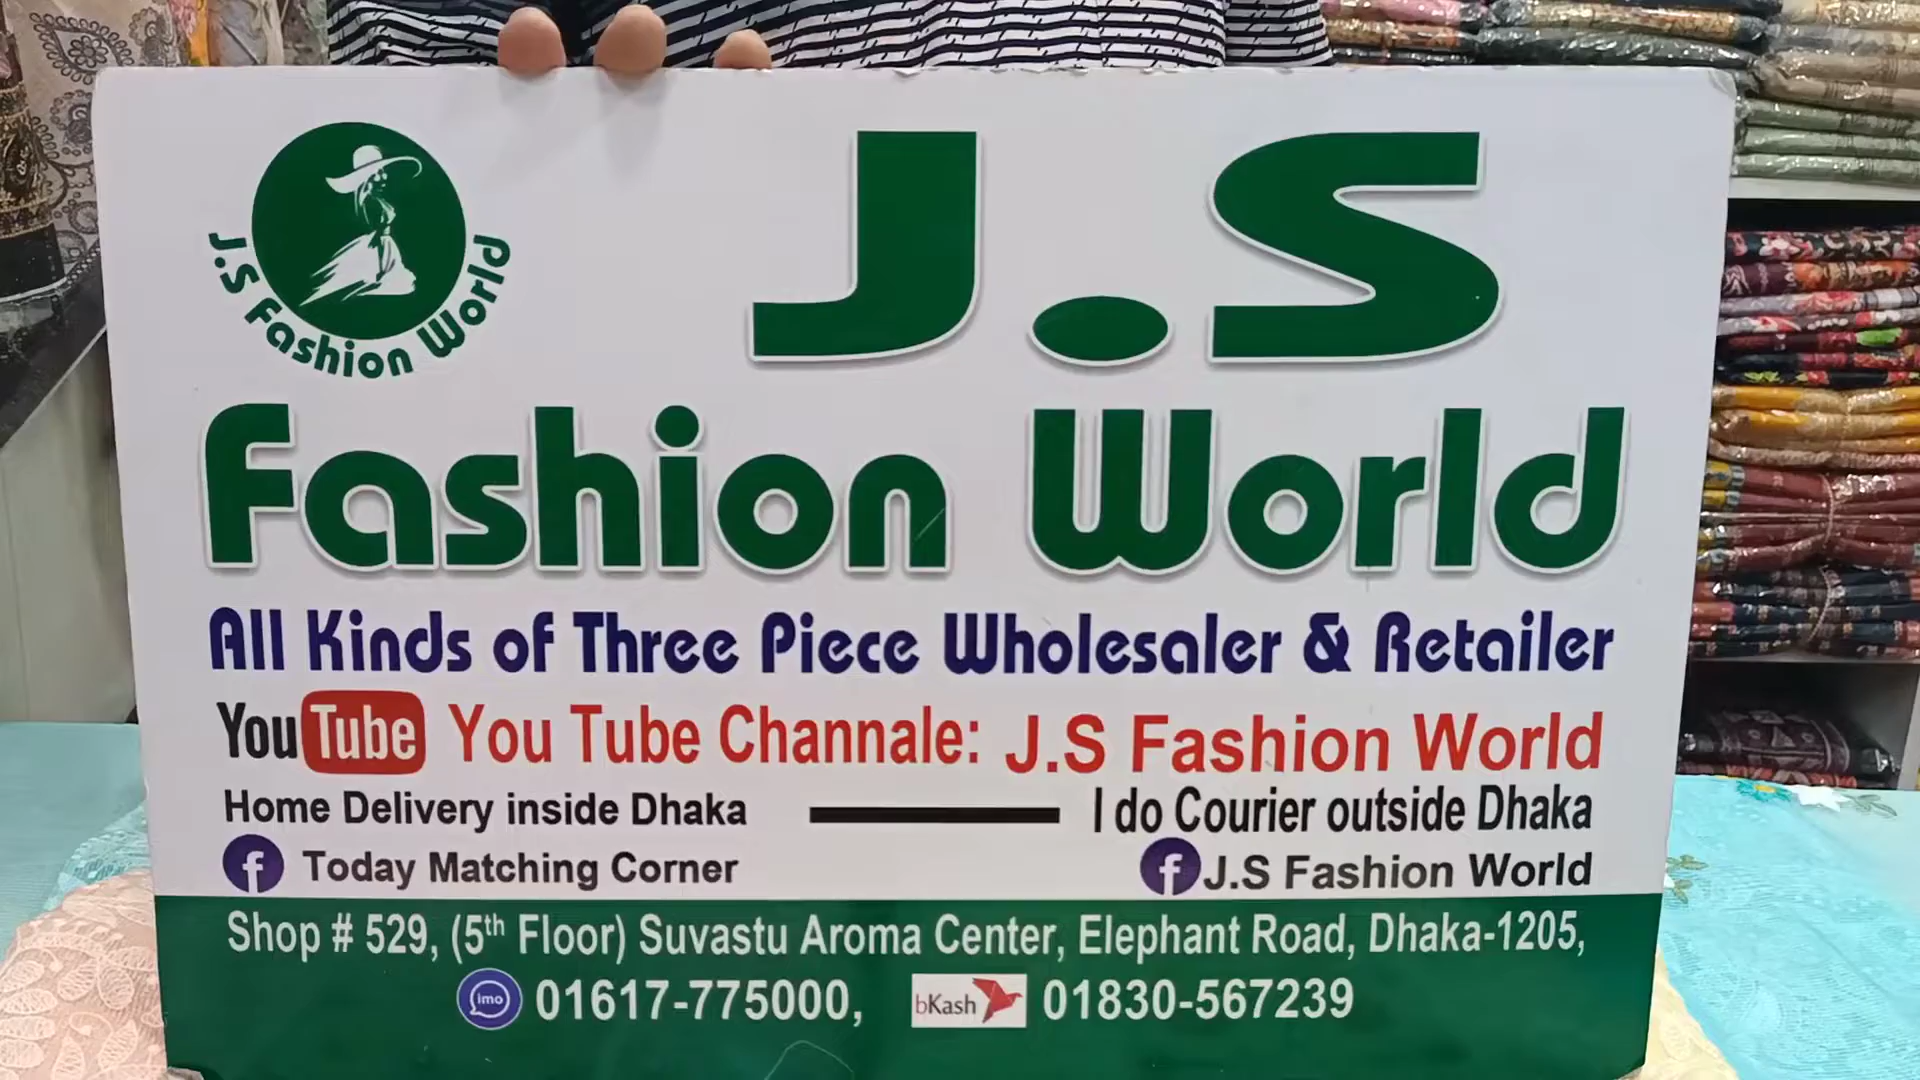 J.S Fashion World
J.S
Fashion World
All Kinds of Three Piece Wholesaler & Retailer
YouTube You Tube Channale: J.S Fashion World
Home Delivery inside Dhaka I do Courier outside Dhaka
f Today Matching Corner f J.S Fashion World
Shop # 529, (5th Floor) Suvastu Aroma Center, Elephant Road, Dhaka-1205,
imo 01617-775000, bKash 01830-567239